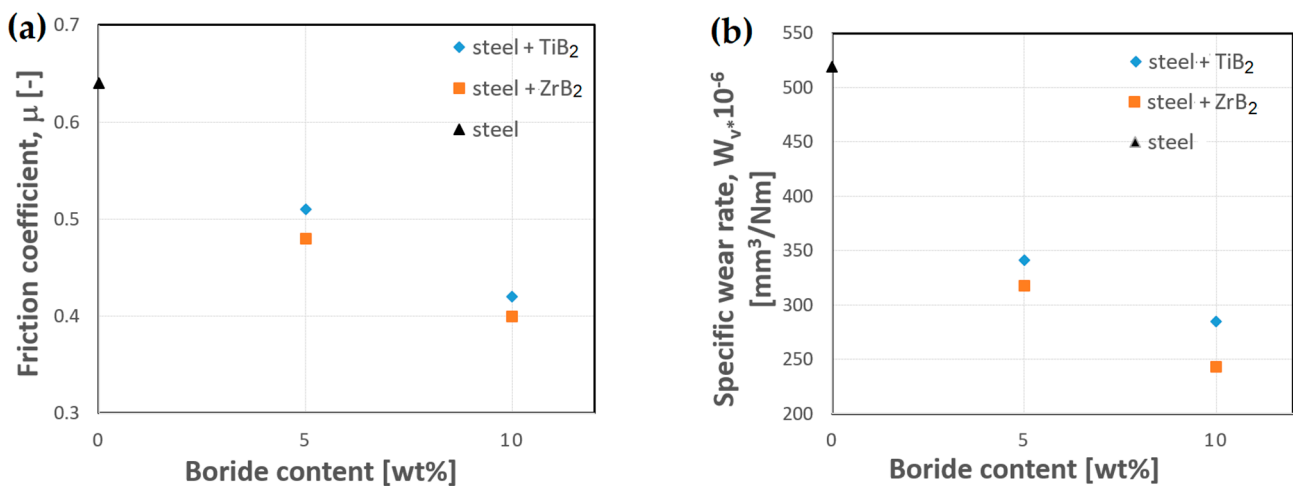 (a)
0.7
0.6
0.5
0.4
0.3
0
5
10
Friction coefficient, μ [-]
Boride content [wt%]
steel + TiB₂
steel + ZrB₂
steel
(b)
550
500
450
400
350
300
250
200
0
5
10
Specific wear rate, Wᵥ*10⁻⁶
[mm³/Nm]
Boride content [wt%]
steel + TiB₂
steel + ZrB₂
steel